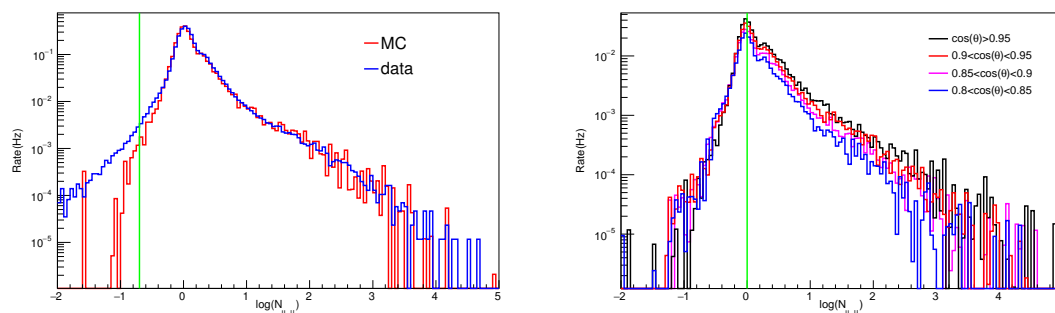 MC
data
Rate(Hz)
10⁻¹
10⁻²
10⁻³
10⁻⁴
10⁻⁵
−2 −1 0 1 2 3 4 5
cos(θ)>0.95
0.9<cos(θ)<0.95
0.85<cos(θ)<0.9
0.8<cos(θ)<0.85
Rate(Hz)
10⁻²
10⁻³
10⁻⁴
10⁻⁵
−2 −1 0 1 2 3 4